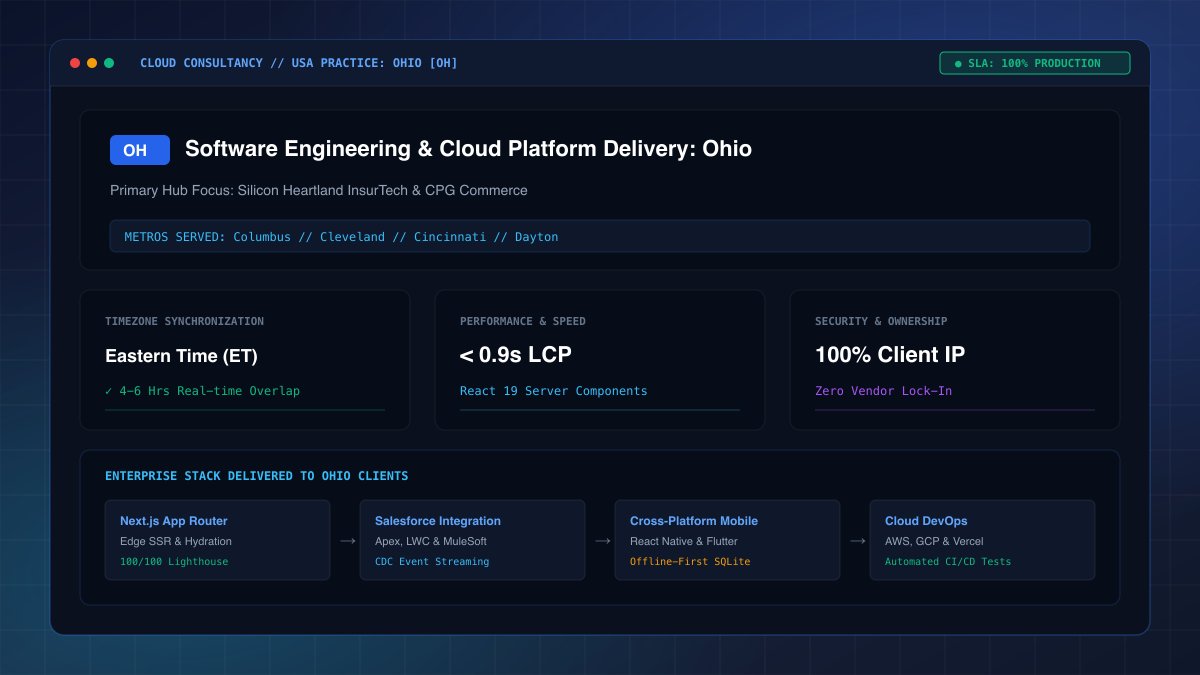 CLOUD CONSULTANCY // USA PRACTICE: OHIO [OH]
● SLA: 100% PRODUCTION
OH
Software Engineering & Cloud Platform Delivery: Ohio
Primary Hub Focus: Silicon Heartland InsurTech & CPG Commerce
METROS SERVED: Columbus // Cleveland // Cincinnati // Dayton
TIMEZONE SYNCHRONIZATION
Eastern Time (ET)
✓ 4-6 Hrs Real-time Overlap
PERFORMANCE & SPEED
< 0.9s LCP
React 19 Server Components
SECURITY & OWNERSHIP
100% Client IP
Zero Vendor Lock-In
ENTERPRISE STACK DELIVERED TO OHIO CLIENTS
Next.js App Router
Edge SSR & Hydration
100/100 Lighthouse
→
Salesforce Integration
Apex, LWC & MuleSoft
CDC Event Streaming
→
Cross-Platform Mobile
React Native & Flutter
Offline-First SQLite
→
Cloud DevOps
AWS, GCP & Vercel
Automated CI/CD Tests